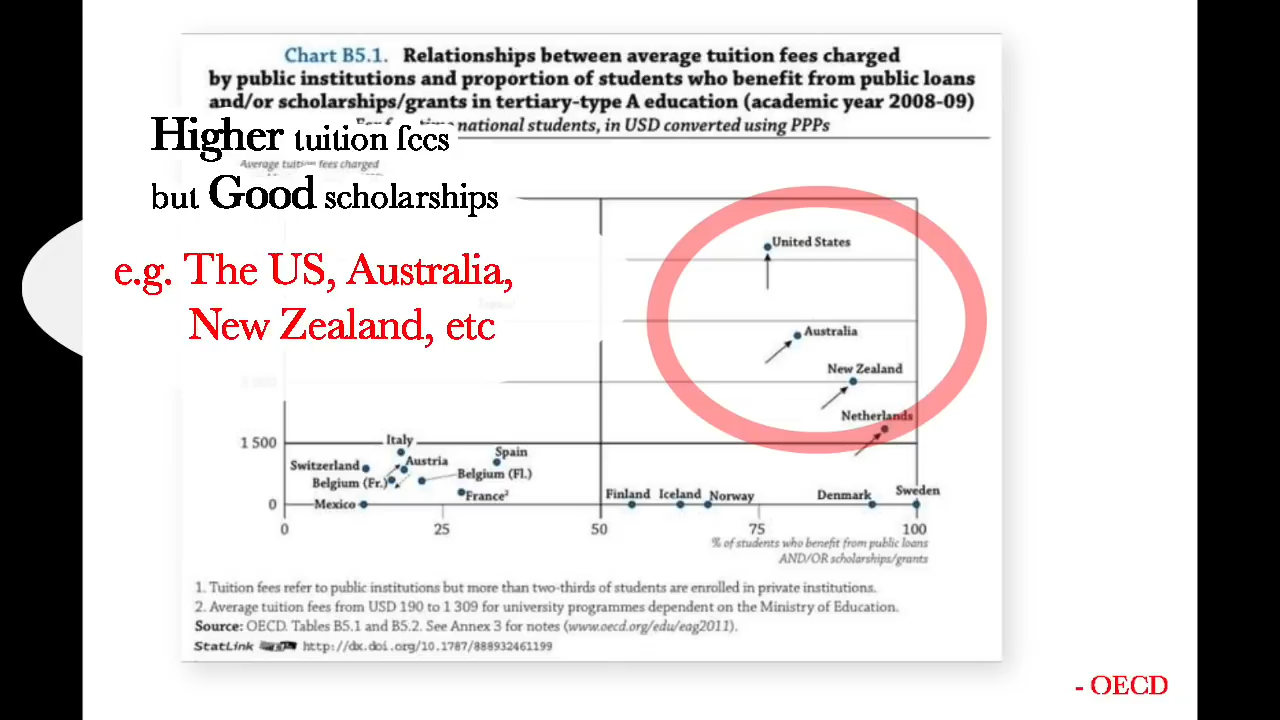 Chart B5.1. Relationships between average tuition fees charged
by public institutions and proportion of students who benefit from public loans
and/or scholarships/grants in tertiary-type A education (academic year 2008-09)
national students, in USD converted using PPPs
Higher tuition fees
Average tuition fees charged
but Good scholarships
e.g. The US, Australia,
New Zealand, etc
United States
Australia
New Zealand
Netherlands
1 500
Italy
Spain
Switzerland
Austria
Belgium (Fr.)
Belgium (Fl.)
France²
Finland
Iceland
Norway
Denmark
Sweden
0
Mexico
0
25
50
75
100
% of students who benefit from public loans
AND/OR scholarships/grants
1. Tuition fees refer to public institutions but more than two-thirds of students are enrolled in private institutions.
2. Average tuition fees from USD 190 to 1 309 for university programmes dependent on the Ministry of Education.
Source: OECD. Tables B5.1 and B5.2. See Annex 3 for notes (www.oecd.org/edu/eag2011).
StatLink http://dx.doi.org/10.1787/888932461199
- OECD